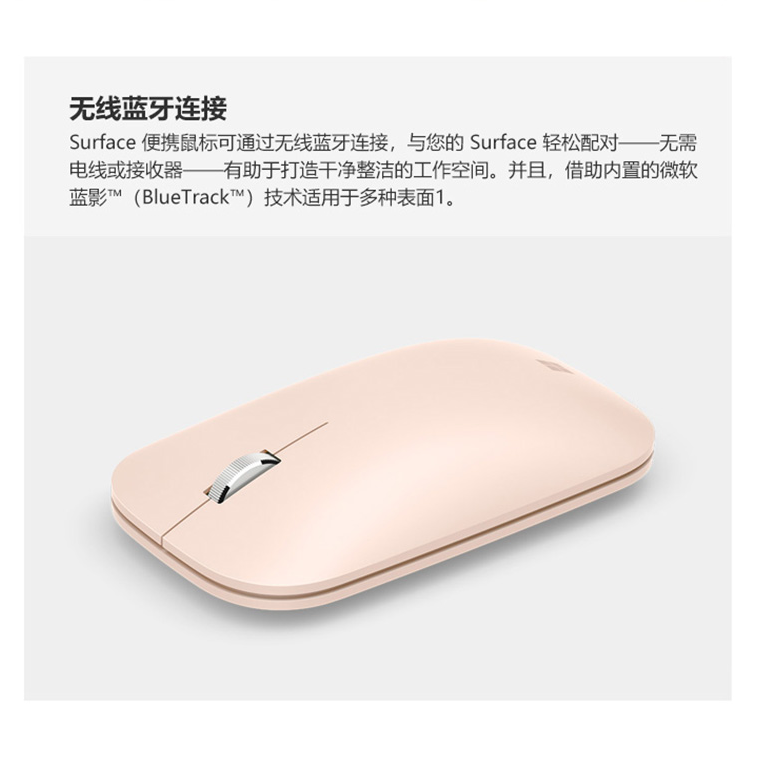 无线蓝牙连接
Surface 便携鼠标可通过无线蓝牙连接，与您的 Surface 轻松配对——无需
电线或接收器——有助于打造干净整洁的工作空间。并且，借助内置的微软
蓝影™（BlueTrack™）技术适用于多种表面1。